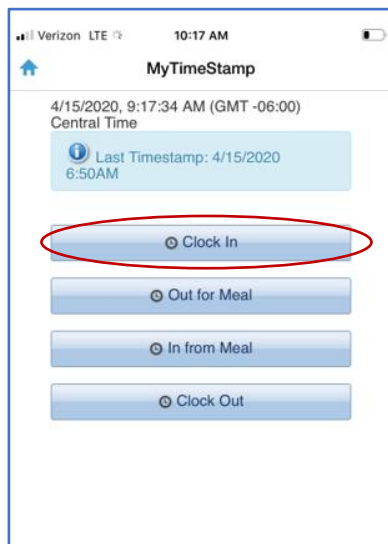 Verizon LTE 10:17 AM
MyTimeStamp
4/15/2020, 9:17:34 AM (GMT -06:00)
Central Time
Last Timestamp: 4/15/2020
6:50AM
Clock In
Out for Meal
In from Meal
Clock Out